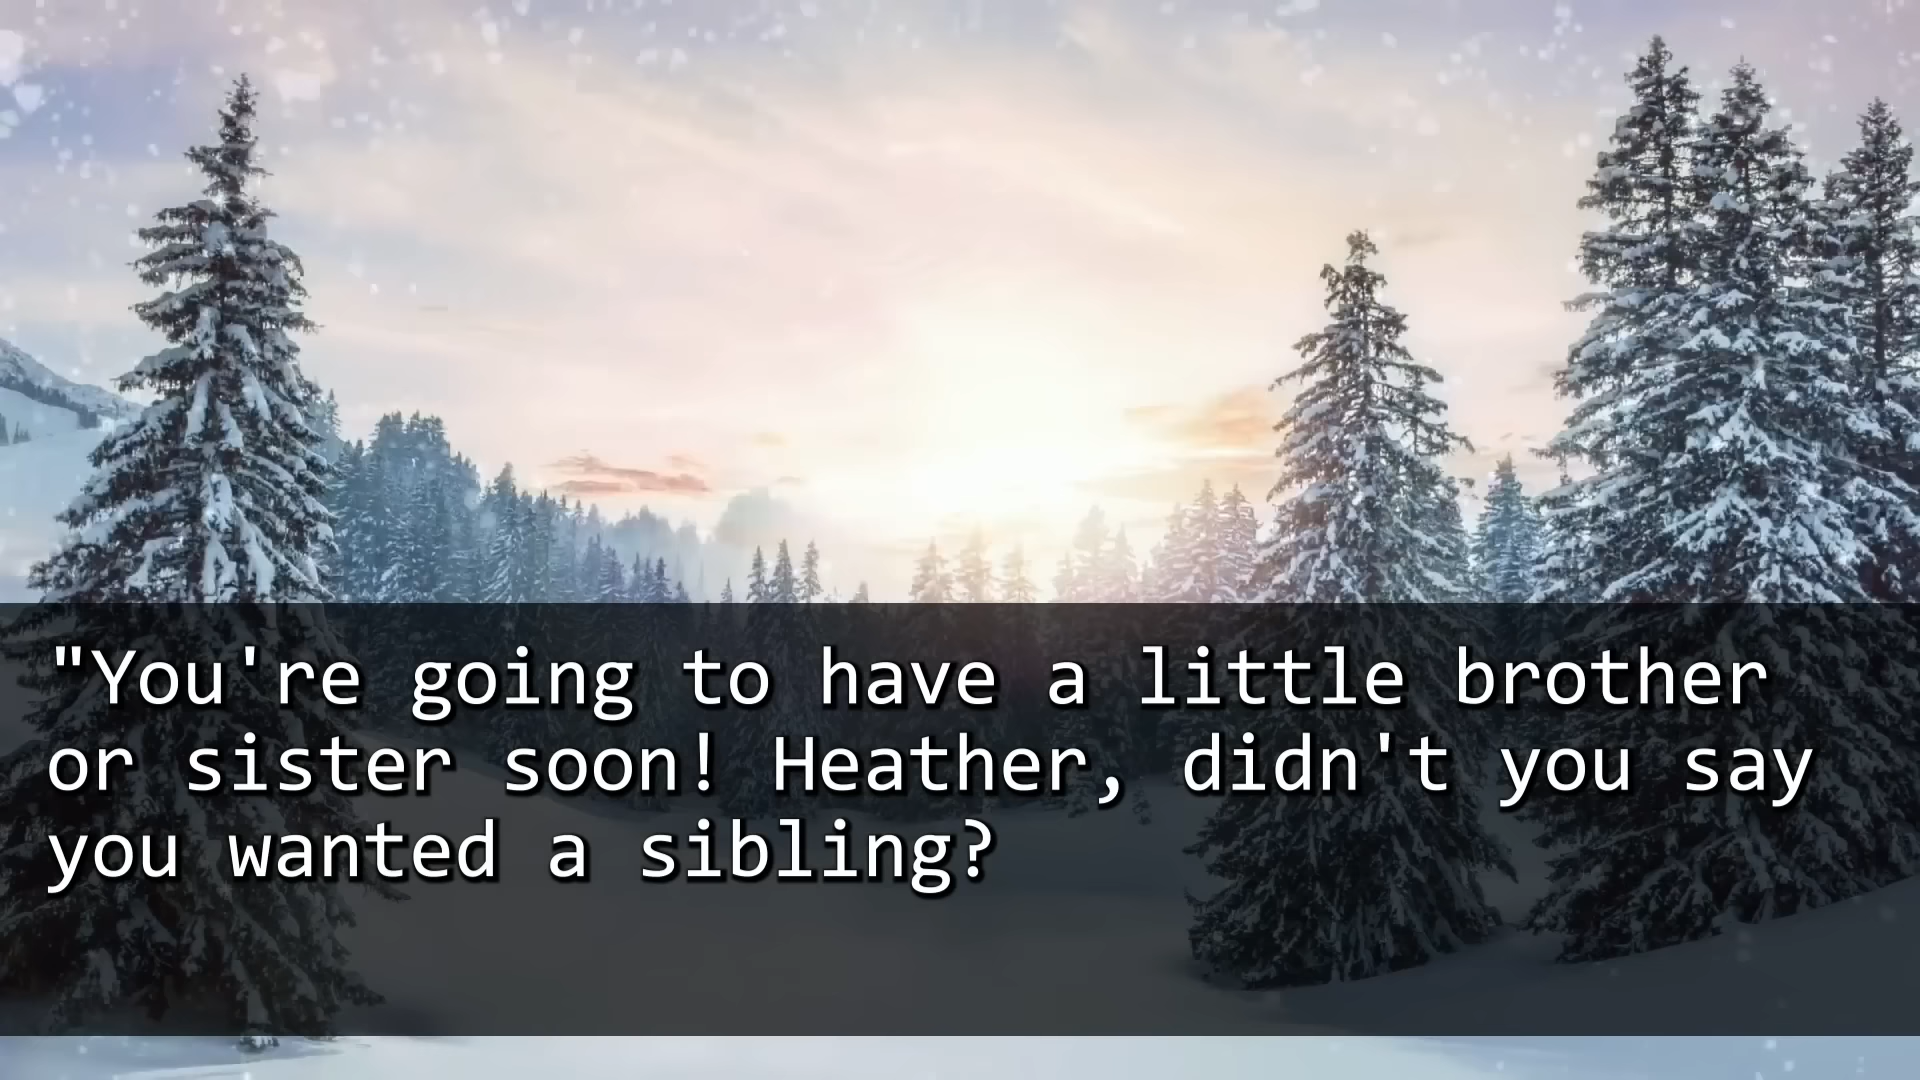 "You're going to have a little brother
or sister soon! Heather, didn't you say
you wanted a sibling?